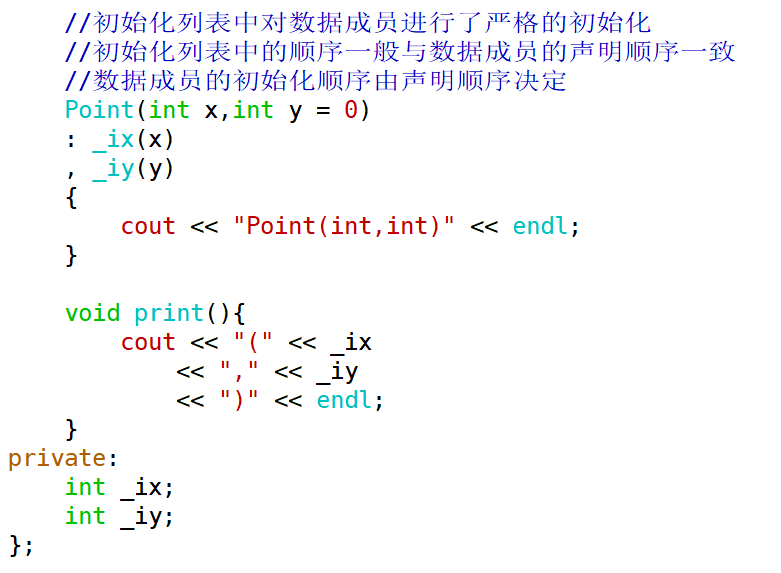 //初始化列表中对数据成员进行了严格的初始化
//初始化列表中的顺序一般与数据成员的声明顺序一致
//数据成员的初始化顺序由声明顺序决定
Point(int x,int y = 0)
: _ix(x)
, _iy(y)
{
cout << "Point(int,int)" << endl;
}
void print(){
cout << "(" << _ix
<< "," << _iy
<< ")" << endl;
}
private:
int _ix;
int _iy;
};